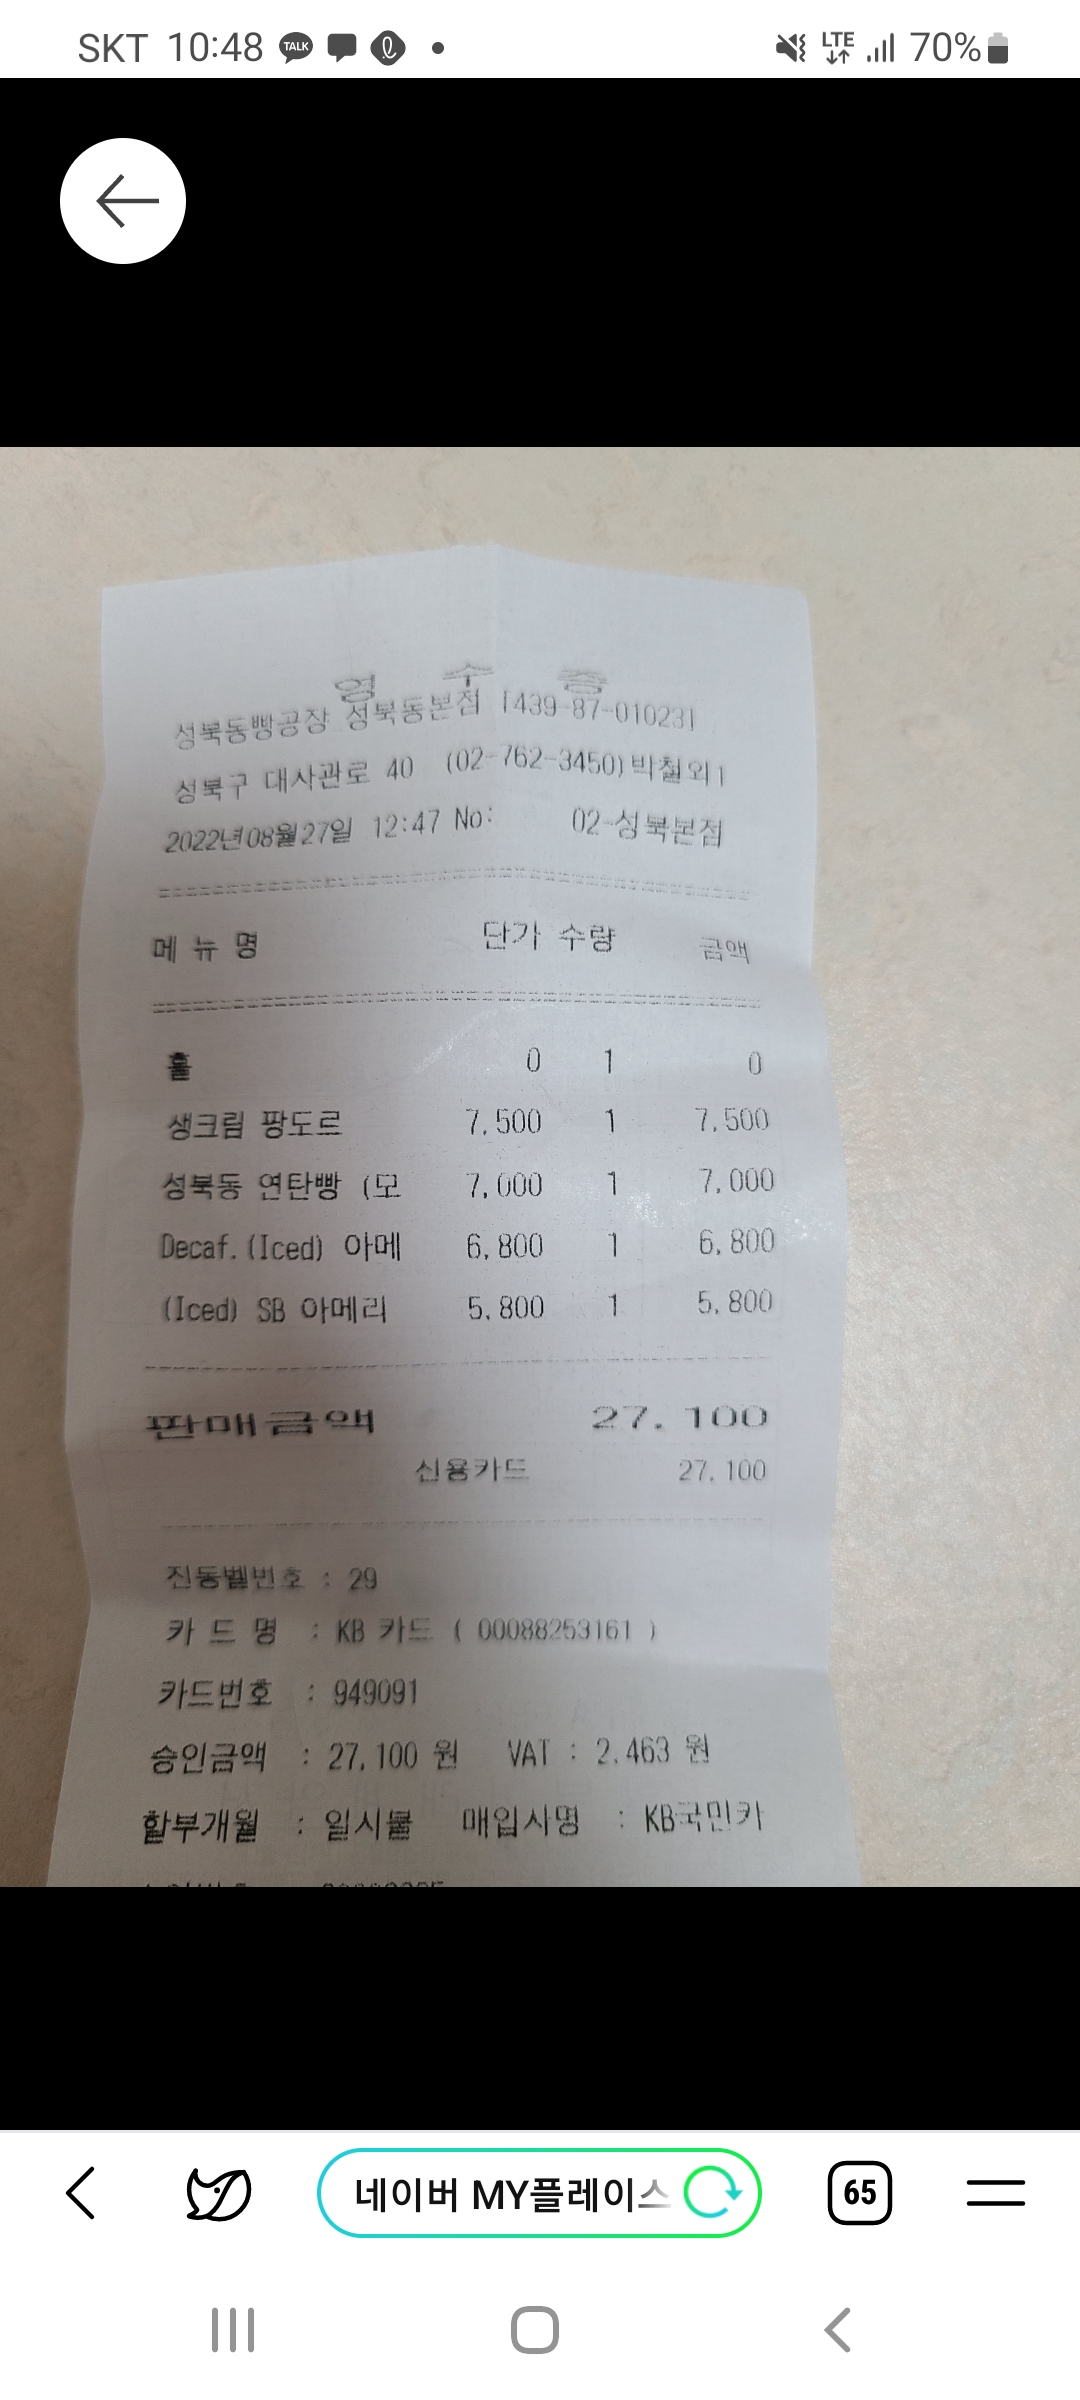 SKT 10:48 TALK LTE 70%
영 수 증
성북동빵공장 성북동본점 [439-87-01023]
성북구 대사관로 40 (02-762-3450)박철외1
2022년08월27일 12:47 No: 02-성북본점
메 뉴 명 단가 수량 금액
홀 0 1 0
생크림 팡도르 7,500 1 7,500
성북동 연탄빵 (모 7,000 1 7,000
Decaf.(Iced) 아메 6,800 1 6,800
(Iced) SB 아메리 5,800 1 5,800
판매금액 27,100
신용카드 27,100
진동벨번호 : 29
카 드 명 : KB 카드 ( 00088253161 )
카드번호 : 949091
승인금액 : 27,100 원 VAT : 2,463 원
할부개월 : 일시불 매입사명 : KB국민카
네이버 MY플레이스
65